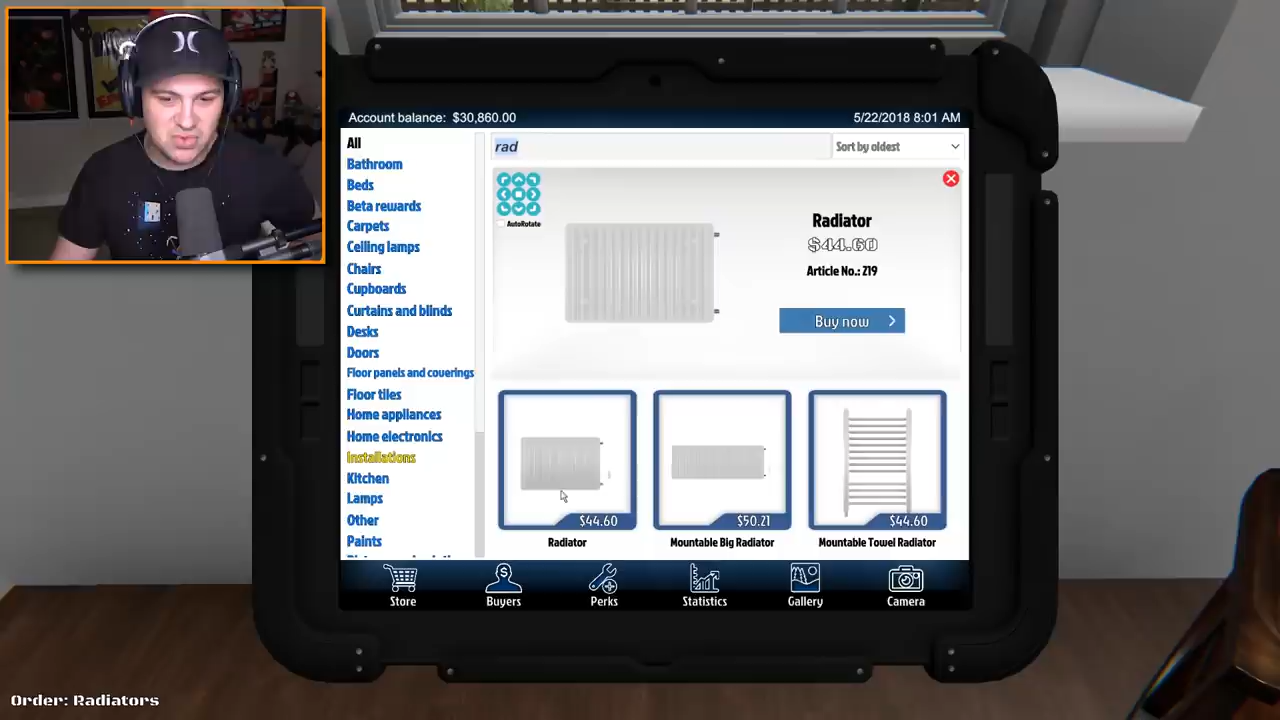 Account balance: $30,860.00
5/22/2018 8:01 AM
All
Bathroom
Beds
Beta rewards
Carpets
Ceiling lamps
Chairs
Cupboards
Curtains and blinds
Desks
Doors
Floor panels and coverings
Floor tiles
Home appliances
Home electronics
Installations
Kitchen
Lamps
Other
Paints
rad
Sort by oldest
AutoRotate
Radiator
$44.60
Article No.: 219
Buy now
$44.60
Radiator
$50.21
Mountable Big Radiator
$44.60
Mountable Towel Radiator
Store
Buyers
Perks
Statistics
Gallery
Camera
Order: Radiators